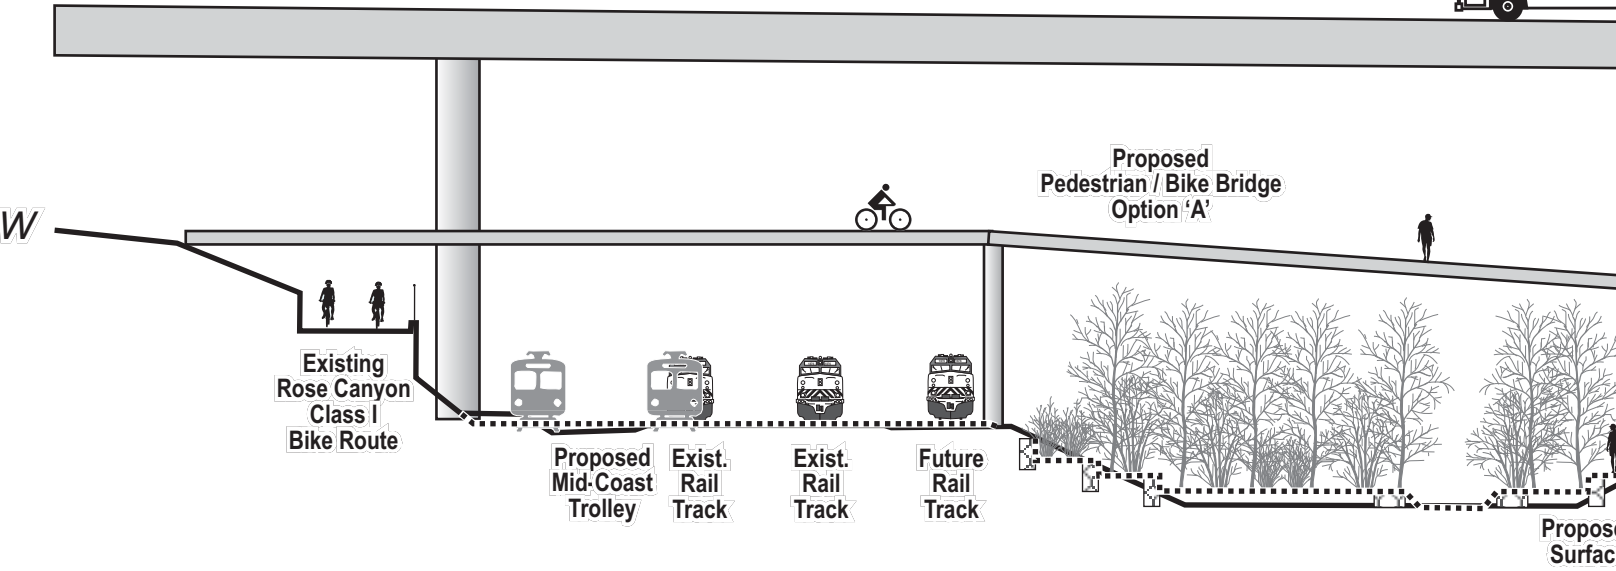 Proposed
Pedestrian / Bike Bridge
Option ‘A’
W
Existing
Rose Canyon
Class I
Bike Route
Proposed
Mid-Coast
Trolley
Exist.
Rail
Track
Exist.
Rail
Track
Future
Rail
Track